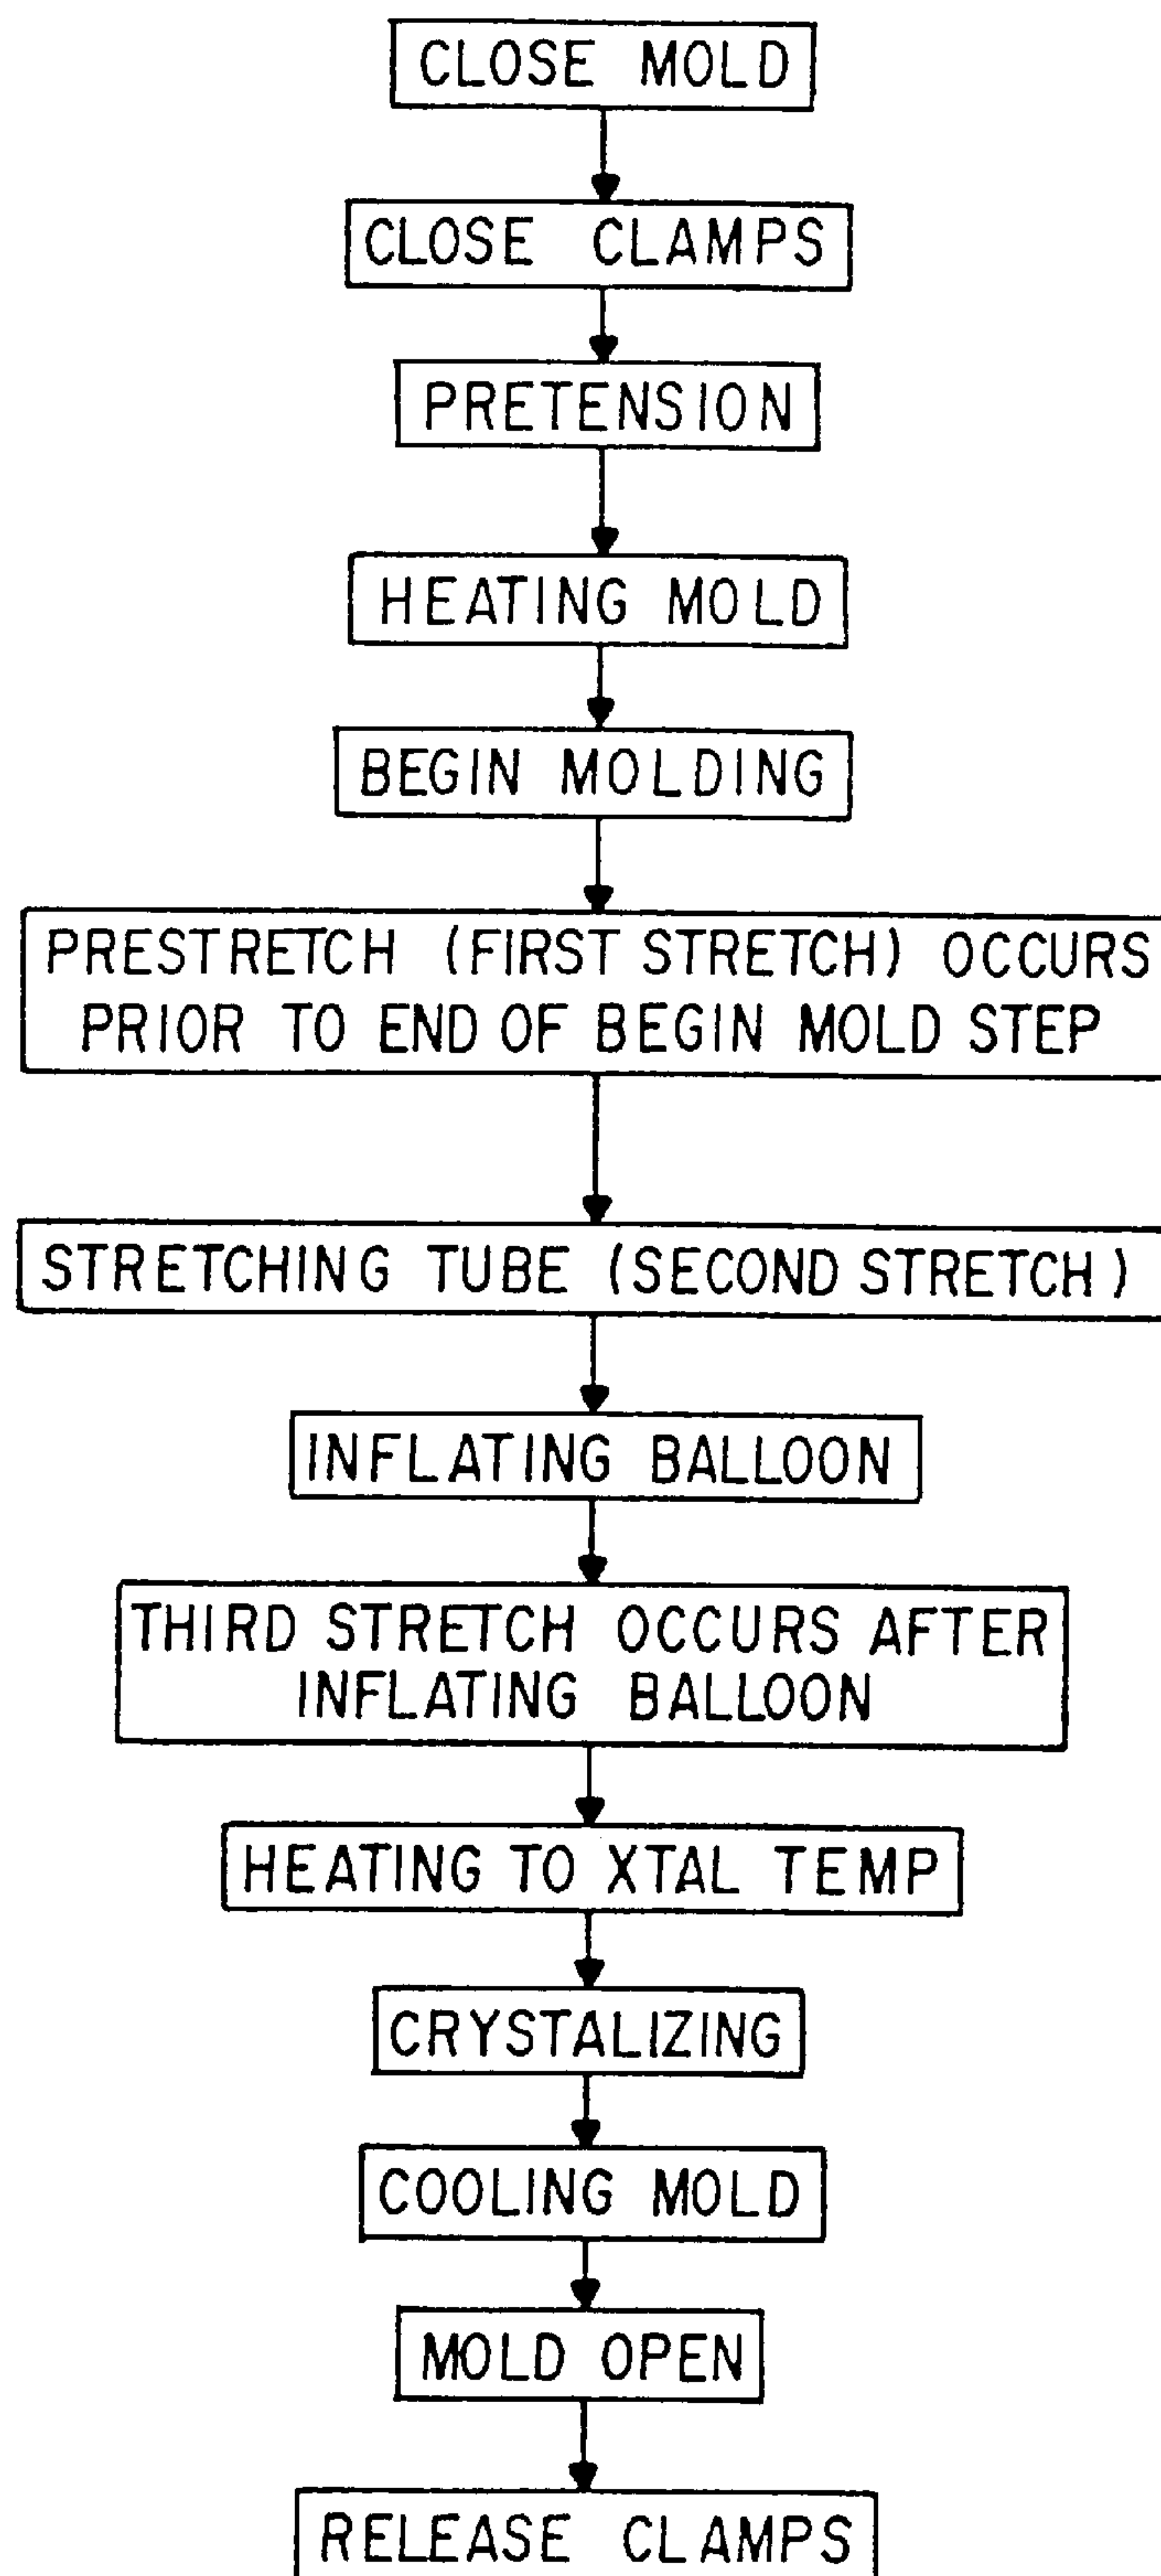 CLOSE MOLD
CLOSE CLAMPS
PRETENSION
HEATING MOLD
BEGIN MOLDING
PRESTRETCH (FIRST STRETCH) OCCURS
PRIOR TO END OF BEGIN MOLD STEP
STRETCHING TUBE (SECOND STRETCH)
INFLATING BALLOON
THIRD STRETCH OCCURS AFTER
INFLATING BALLOON
HEATING TO XTAL TEMP
CRYSTALIZING
COOLING MOLD
MOLD OPEN
RELEASE CLAMPS